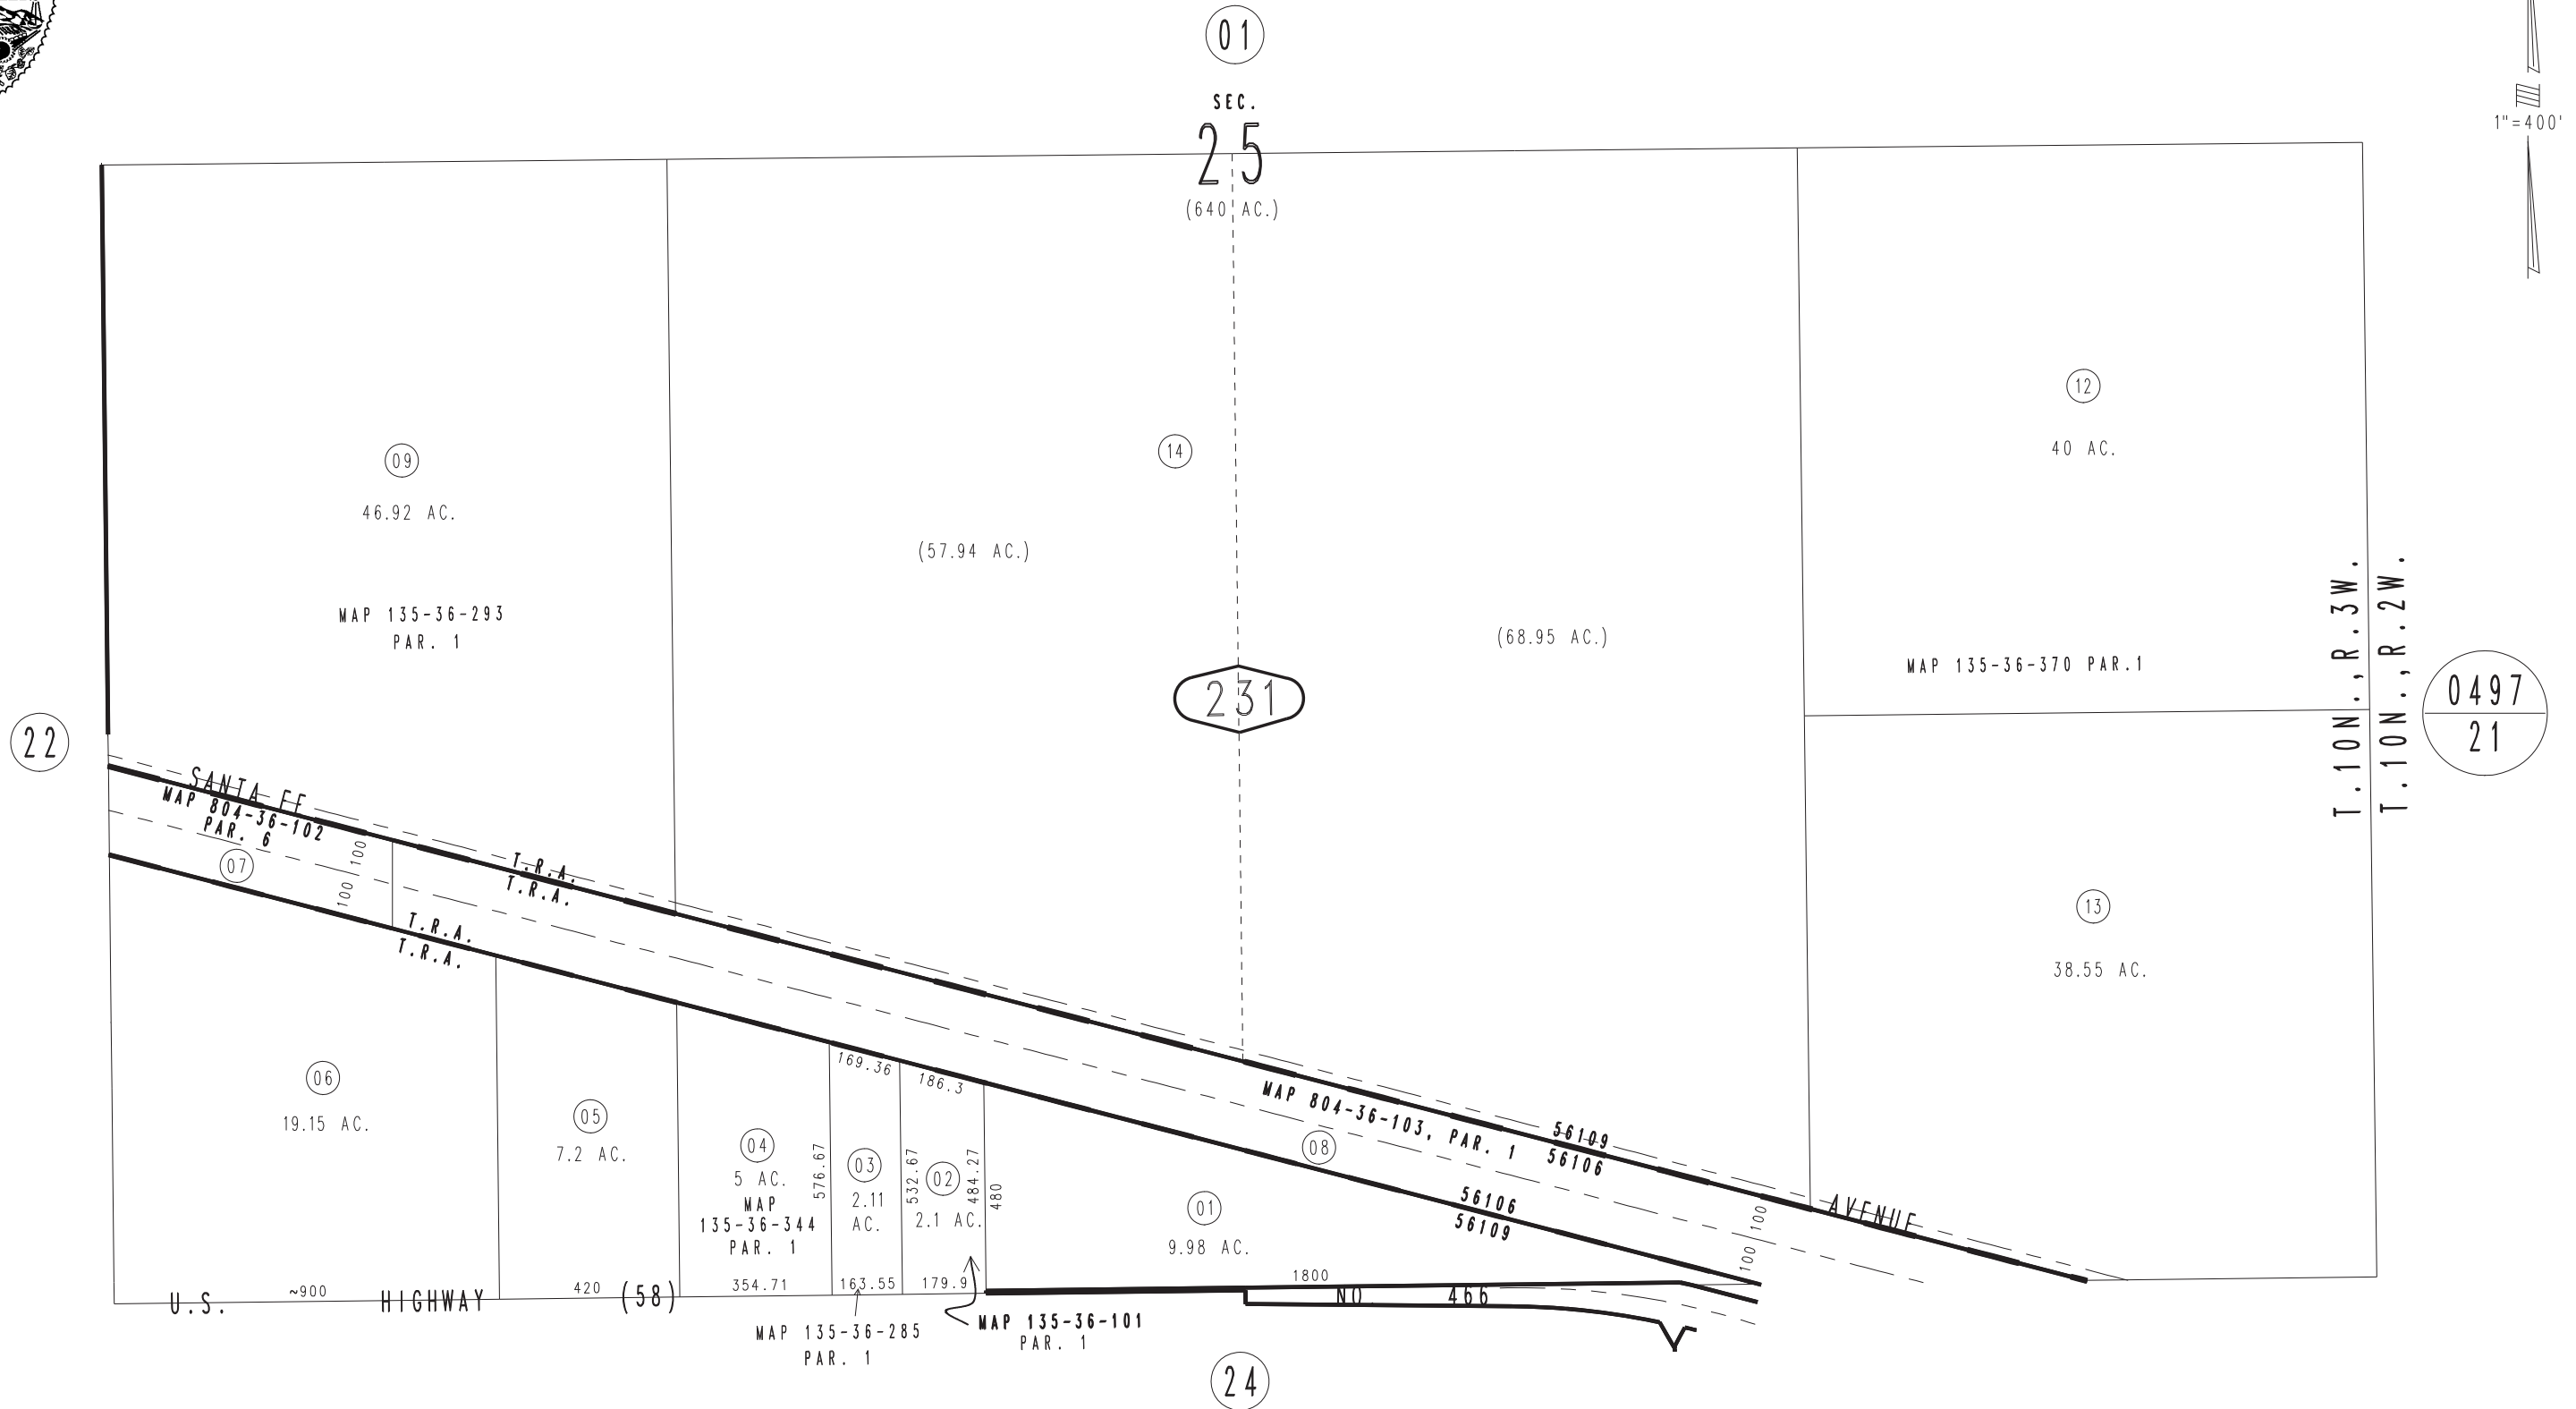 01
SEC.
25
(640 AC.)
1"=400'
12
40 AC.
09
46.92 AC.
14
(57.94 AC.)
MAP 135-36-293
PAR. 1
(68.95 AC.)
MAP 135-36-370 PAR.1
T.10N.,R.3W.
T.10N.,R.2W.
231
0497
21
22
SANTA FE
MAP 804-36-102
PAR. 6
07
100
100
T.R.A.
T.R.A.
T.R.A.
T.R.A.
13
38.55 AC.
06
19.15 AC.
05
7.2 AC.
04
5 AC.
MAP
135-36-344
PAR. 1
576.67
169.36
03
2.11
AC.
532.67
186.3
02
2.1 AC.
484.27
480
MAP 804-36-103, PAR. 1
08
56109
56106
56106
56109
01
9.98 AC.
100
100
AVENUE
U.S.
~900
HIGHWAY
420
(58)
354.71
163.55
179.9
1800
NO
466
MAP 135-36-285
PAR. 1
MAP 135-36-101
PAR. 1
24